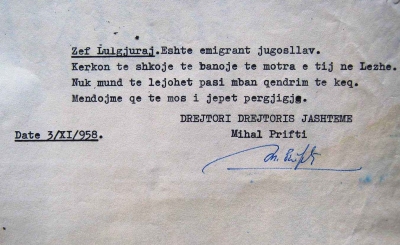 Zef Lulgjuraj.Eshte emigrant jugosllav.
Kerkon te shkoje te banoje te motra e tij ne Lezhe.
Nuk mund te lejohet pasi mban qendrim te keq.
Mendojme qe te mos i jepet pergjigje.
DREJTORI DREJTORIS JASHTEME
Date 3/XI/958. Mihal Prifti
M. Prifti